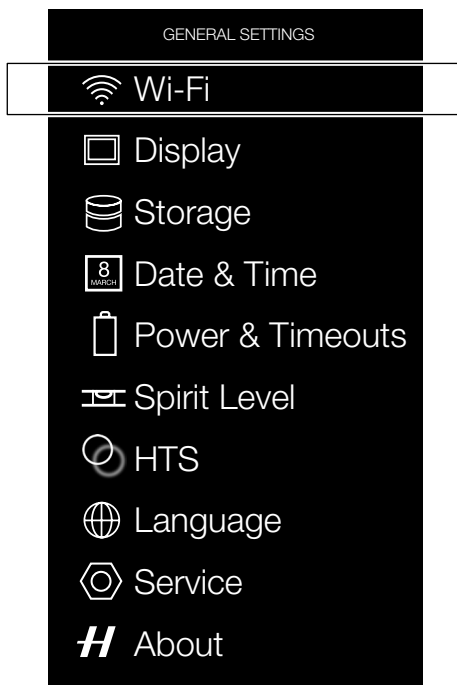 GENERAL SETTINGS
Wi-Fi
Display
Storage
8
MARCH
Date & Time
Power & Timeouts
Spirit Level
HTS
Language
Service
H About